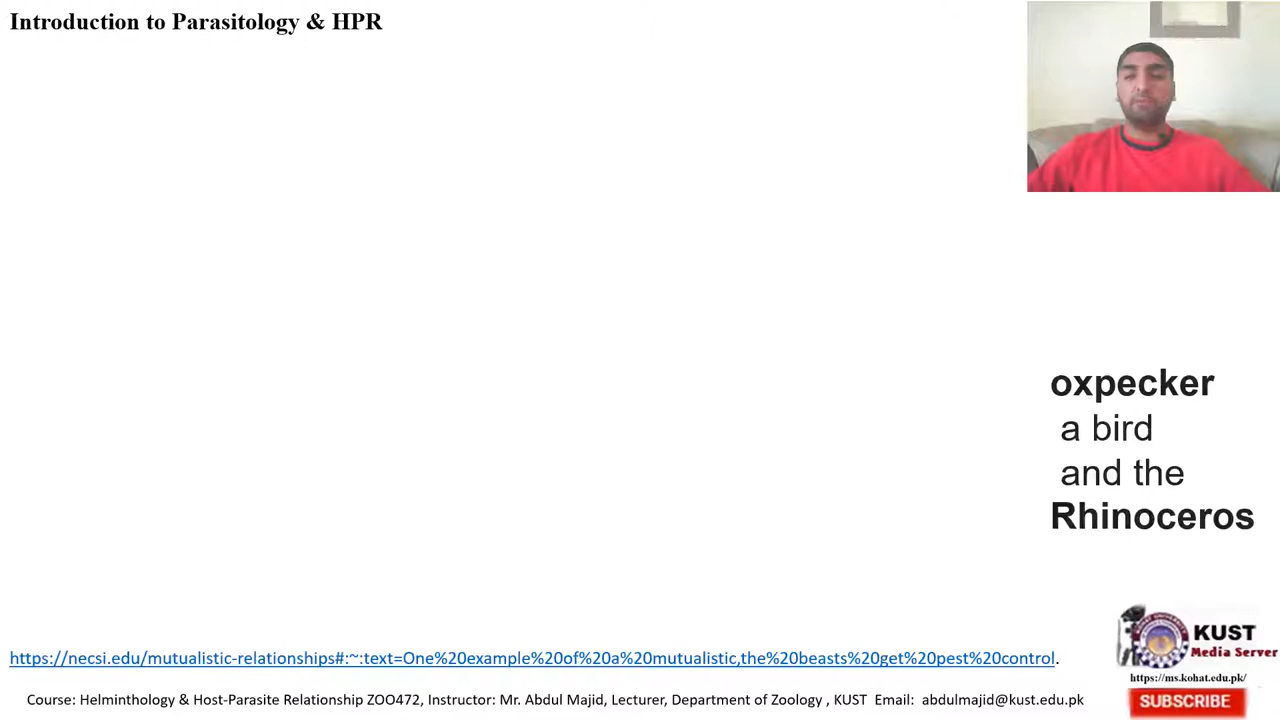 Introduction to Parasitology & HPR
oxpecker
a bird
and the
Rhinoceros
https://necsi.edu/mutualistic-relationships#:~:text=One%20example%20of%20a%20mutualistic,the%20beasts%20get%20pest%20control.
KUST
Media Server
https://ms.kohat.edu.pk/
SUBSCRIBE
Course: Helminthology & Host-Parasite Relationship ZOO472, Instructor: Mr. Abdul Majid, Lecturer, Department of Zoology , KUST Email: abdulmajid@kust.edu.pk